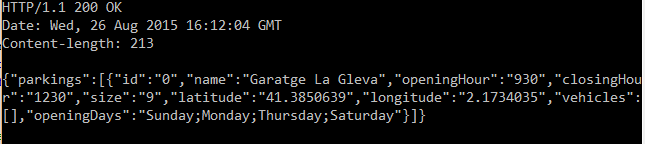 HTTP/1.1 200 OK
Date: Wed, 26 Aug 2015 16:12:04 GMT
Content-length: 213

{"parkings":[{"id":"0","name":"Garatge La Gleva","openingHour":"930","closingHou
r":"1230","size":"9","latitude":"41.3850639","longitude":"2.1734035","vehicles":
[],"openingDays":"Sunday;Monday;Thursday;Saturday"}]}